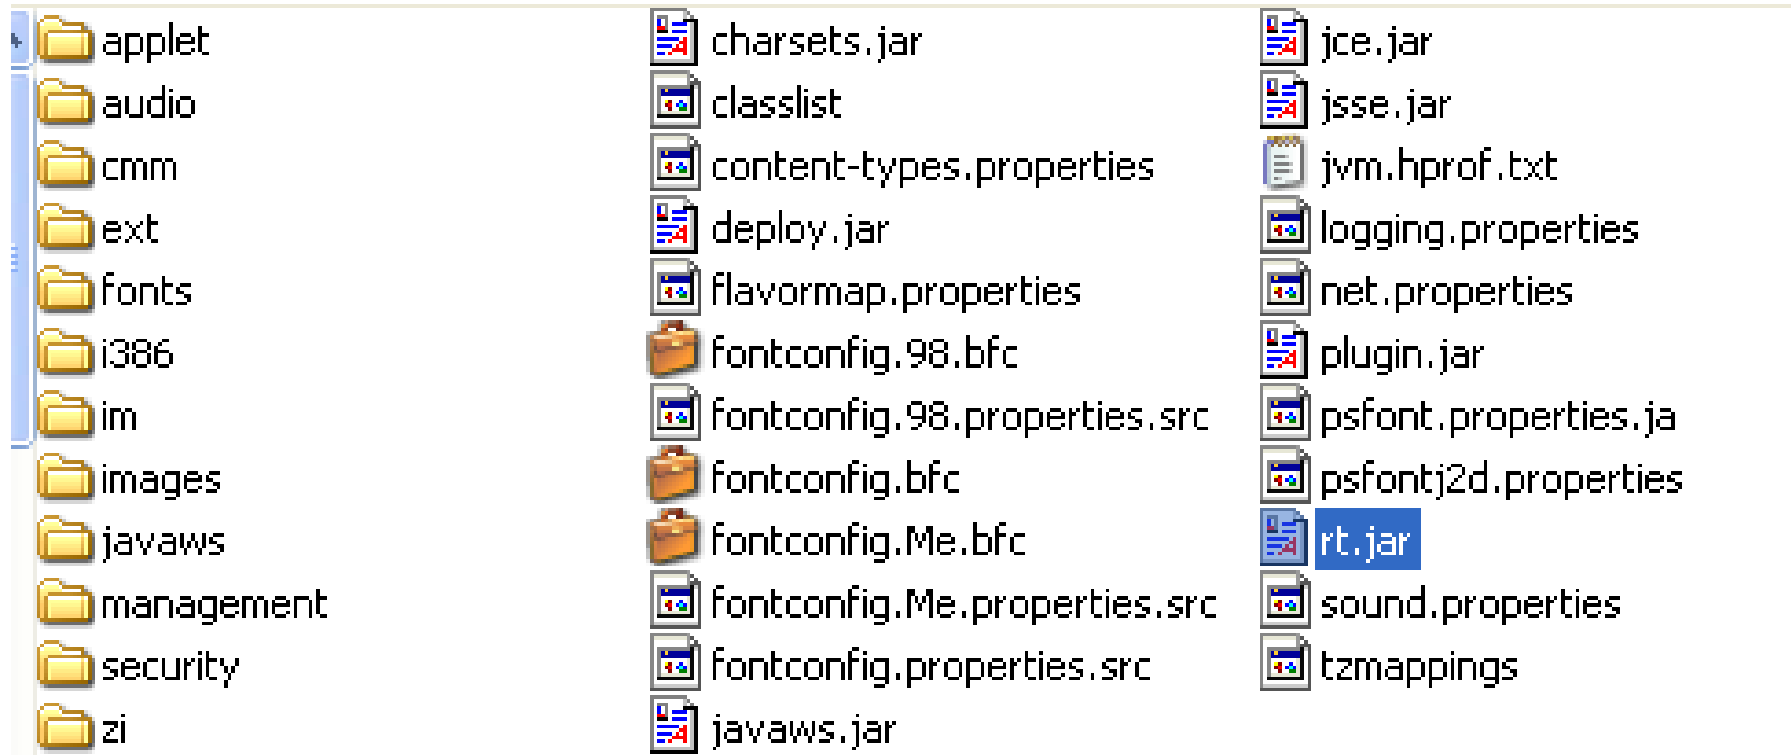 applet
audio
cmm
ext
fonts
i386
im
images
javaws
management
security
zi
charsets.jar
classlist
content-types.properties
deploy.jar
flavormap.properties
fontconfig.98.bfc
fontconfig.98.properties.src
fontconfig.bfc
fontconfig.Me.bfc
fontconfig.Me.properties.src
fontconfig.properties.src
javaws.jar
jce.jar
jsse.jar
jvm.hprof.txt
logging.properties
net.properties
plugin.jar
psfont.properties.ja
psfontj2d.properties
rt.jar
sound.properties
tzmappings